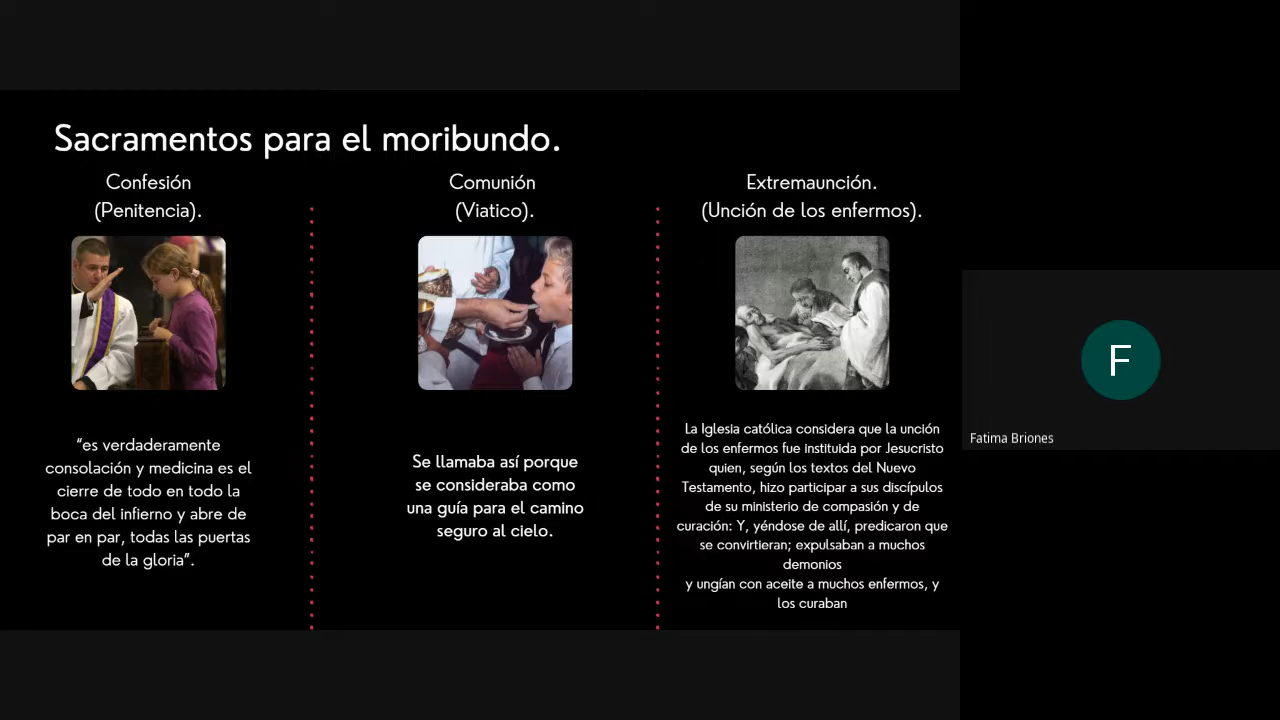 Sacramentos para el moribundo.
Confesión
(Penitencia).
"es verdaderamente
consolación y medicina es el
cierre de todo en todo la
boca del infierno y abre de
par en par, todas las puertas
de la gloria".
Comunión
(Viatico).
Se llamaba así porque
se consideraba como
una guía para el camino
seguro al cielo.
Extremaunción.
(Unción de los enfermos).
La Iglesia católica considera que la unción
de los enfermos fue instituida por Jesucristo
quien, según los textos del Nuevo
Testamento, hizo participar a sus discípulos
de su ministerio de compasión y de
curación: Y, yéndose de allí, predicaron que
se convirtieran; expulsaban a muchos
demonios
y ungían con aceite a muchos enfermos, y
los curaban
F
Fatima Briones